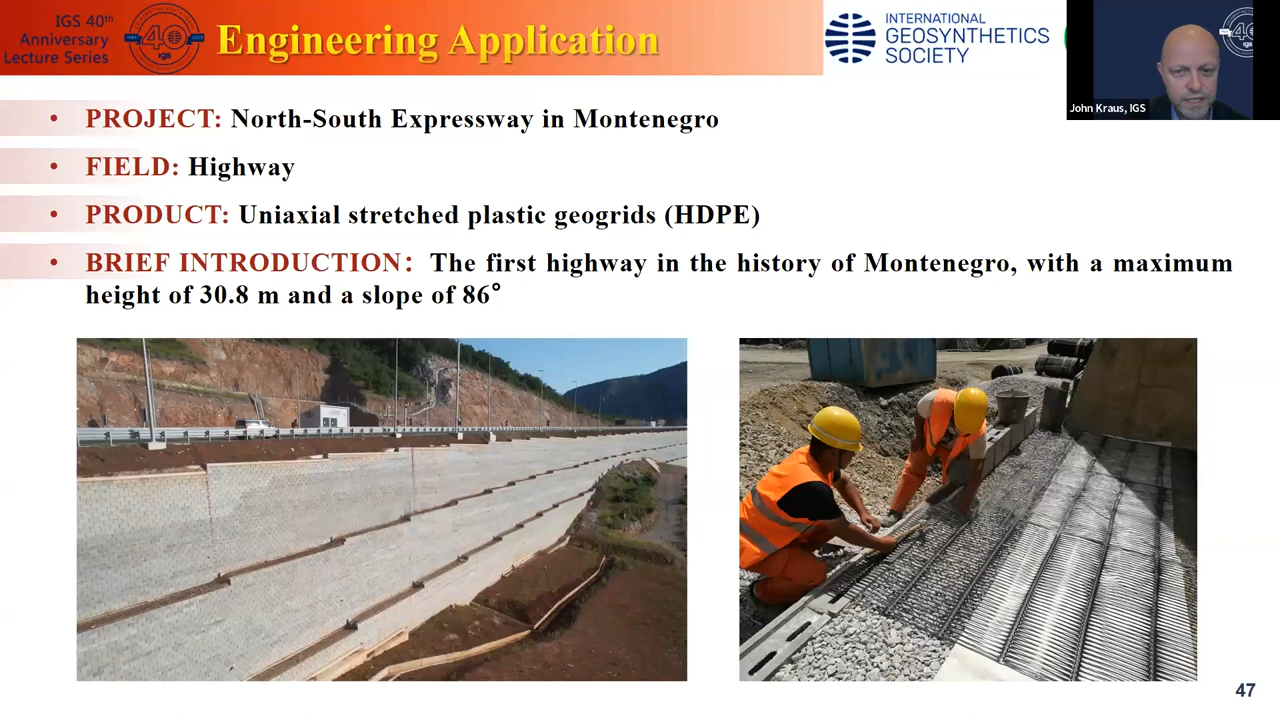 IGS 40th
Anniversary
Lecture Series
40
igs
Engineering Application
INTERNATIONAL
GEOSYNTHETICS
SOCIETY
John Kraus, IGS
• PROJECT: North-South Expressway in Montenegro
• FIELD: Highway
• PRODUCT: Uniaxial stretched plastic geogrids (HDPE)
• BRIEF INTRODUCTION: The first highway in the history of Montenegro, with a maximum
height of 30.8 m and a slope of 86°
47